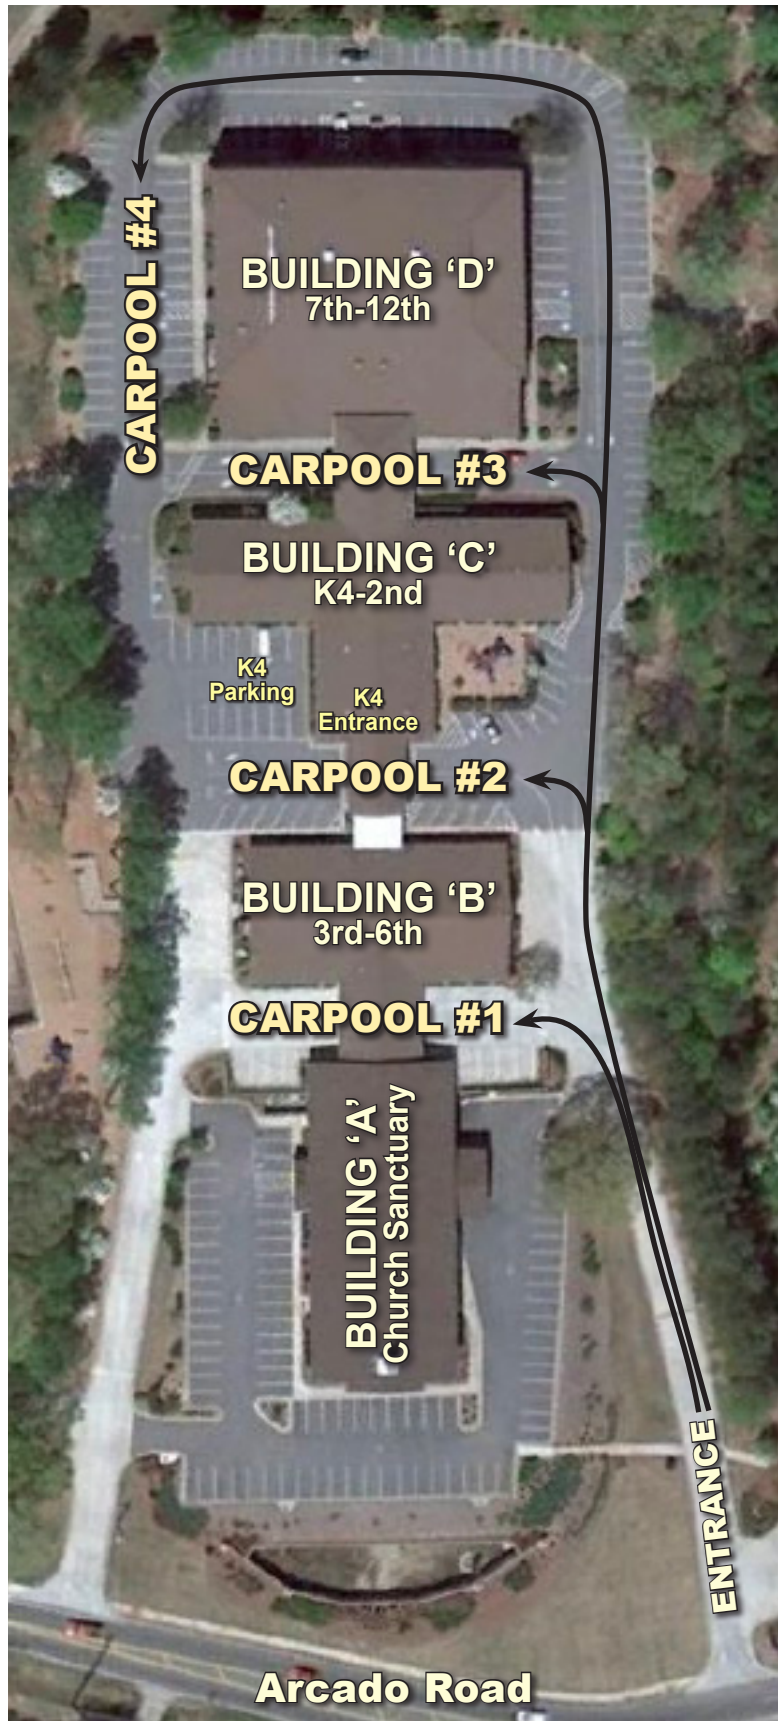 CARPOOL #4
BUILDING ‘D’
7th-12th
CARPOOL #3
BUILDING ‘C’
K4-2nd
K4
Parking
K4
Entrance
CARPOOL #2
BUILDING ‘B’
3rd-6th
CARPOOL #1
BUILDING ‘A’
Church Sanctuary
ENTRANCE
Arcado Road